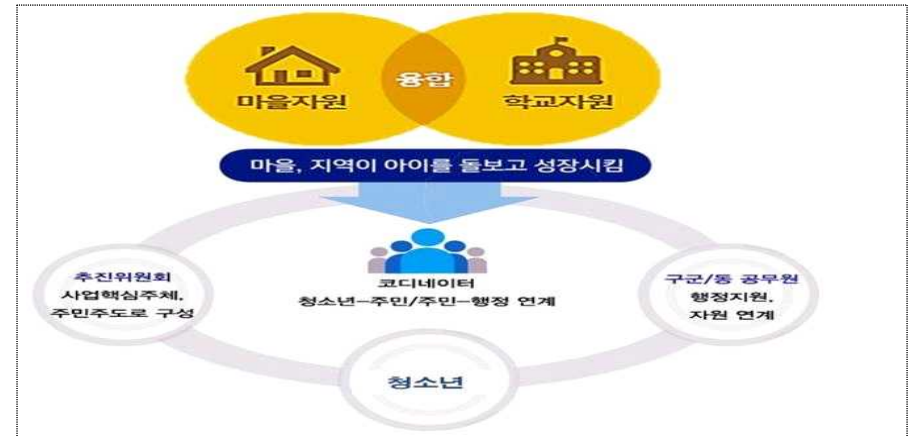 마을자원
융합
학교자원
마을, 지역이 아이를 돌보고 성장시킴
코디네이터
청소년-주민/주민-행정 연계
추진위원회
사업핵심주체,
주민주도로 구성
구군/동 공무원
행정지원,
자원 연계
청소년